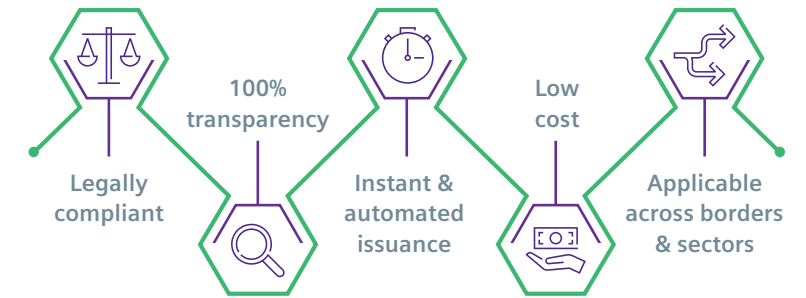 Legally
compliant
100%
transparency
Instant &
automated
issuance
Low
cost
Applicable
across borders
& sectors